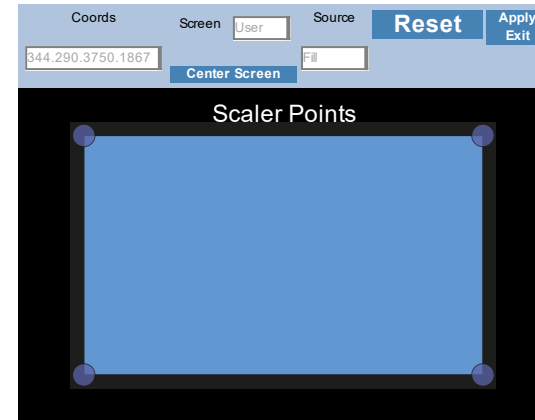 Coords
Screen
User
Source
Reset
Apply
Exit
344.290.3750.1867
Fill
Center Screen
Scaler Points